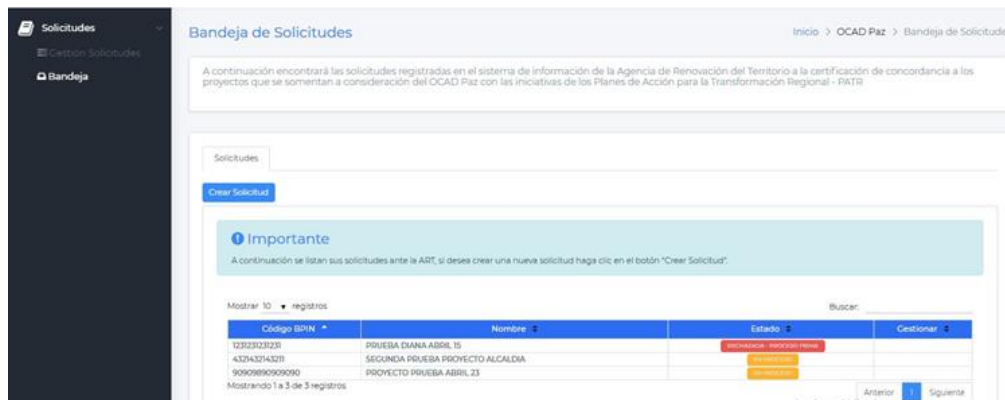 Solicitudes
Gestión Solicitudes
Bandeja
Bandeja de Solicitudes
Inicio > OCAD Paz > Bandeja de Solicitude
A continuación encontrará las solicitudes registradas en el sistema de información de la Agencia de Renovación del Territorio a la certificación de concordancia a los
proyectos que se somentan a consideración del OCAD Paz con las iniciativas de los Planes de Acción para la Transformación Regional - PATR
Solicitudes
Crear Solicitud
Importante
A continuación se listan sus solicitudes ante la ART, si desea crear una nueva solicitud haga clic en el botón "Crear Solicitud".
Mostrar 10 registros
Buscar:
Código BPIN Nombre Estado Gestionar
1231231231231 PRUEBA DIANA ABRIL 15
4321432143211 SEGUNDA PRUEBA PROYECTO ALCALDIA
90909890909090 PROYECTO PRUEBA ABRIL 23
Mostrando 1 a 3 de 3 registros
Anterior 1 Siguiente